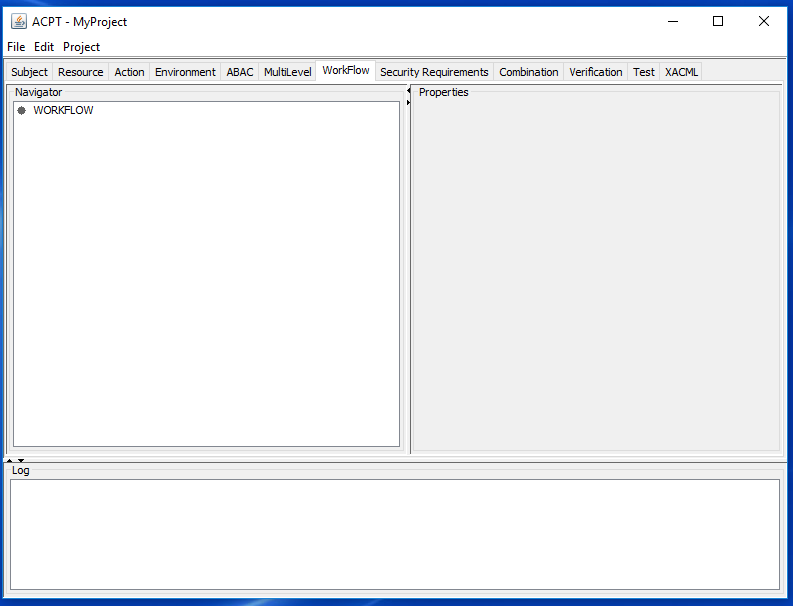 ACPT - MyProject
File Edit Project
Subject Resource Action Environment ABAC MultiLevel WorkFlow Security Requirements Combination Verification Test XACML
Navigator
WORKFLOW
Properties
Log